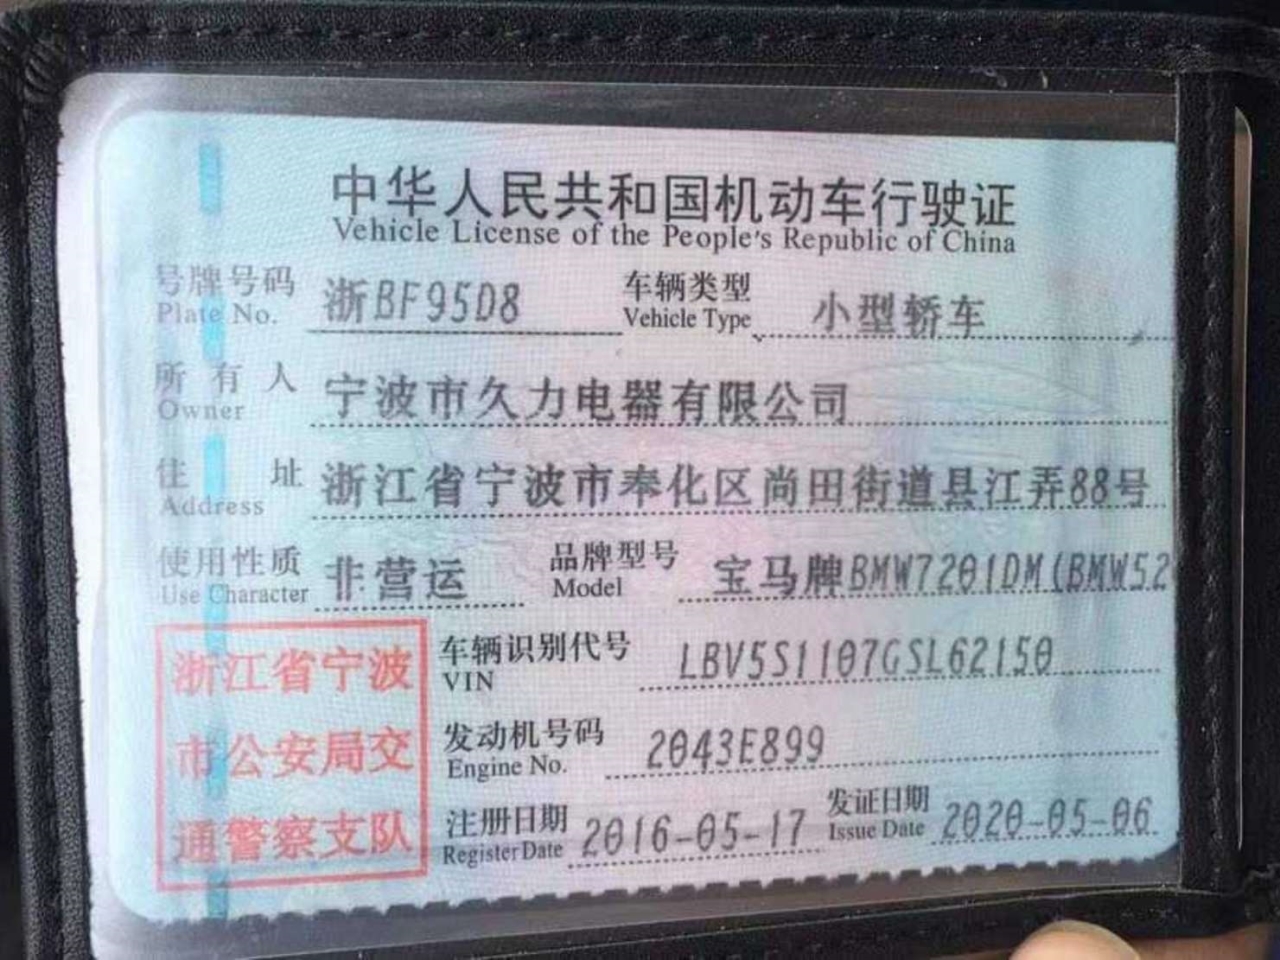 中华人民共和国机动车行驶证
Vehicle License of the People's Republic of China
号牌号码 浙BF95D8 车辆类型 小型轿车
Plate No. Vehicle Type
所有人 宁波市久力电器有限公司
Owner
住址 浙江省宁波市奉化区尚田街道县江弄88号
Address
使用性质 非营运 品牌型号 宝马牌BMW7201DM(BMW52
Use Character Model
浙江省宁波
市公安局交
通警察支队
车辆识别代号 LBV5S1107GSL62150
VIN
发动机号码 2043E899
Engine No.
注册日期 2016-05-17 发证日期 2020-05-06
Register Date Issue Date